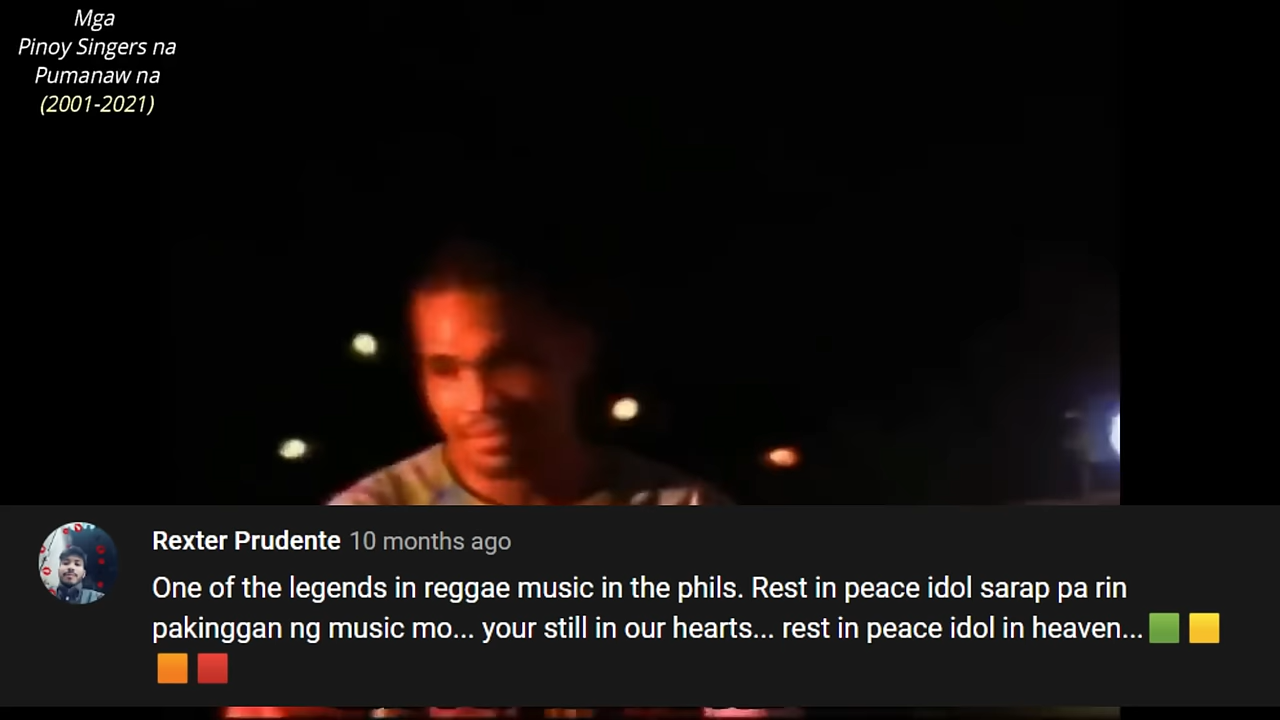 Mga
Pinoy Singers na
Pumanaw na
(2001-2021)
Rexter Prudente 10 months ago
One of the legends in reggae music in the phils. Rest in peace idol sarap pa rin
pakinggan ng music mo... your still in our hearts... rest in peace idol in heaven...🟩🟨
🟧🟥